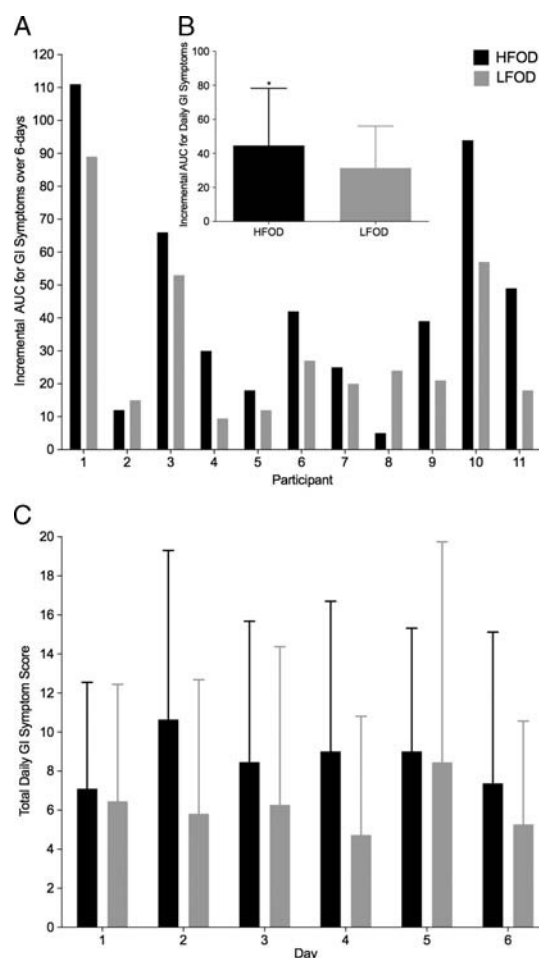 A
B
HFOD
LFOD
Incremental AUC for GI Symptoms over 6-days
120
110
100
90
80
70
60
50
40
30
20
10
0
1 2 3 4 5 6 7 8 9 10 11
Participant
Incremental AUC for Daily GI Symptoms
100
80
60
40
20
0
*
HFOD LFOD
C
Total Daily GI Symptom Score
20
18
16
14
12
10
8
6
4
2
0
1 2 3 4 5 6
Day